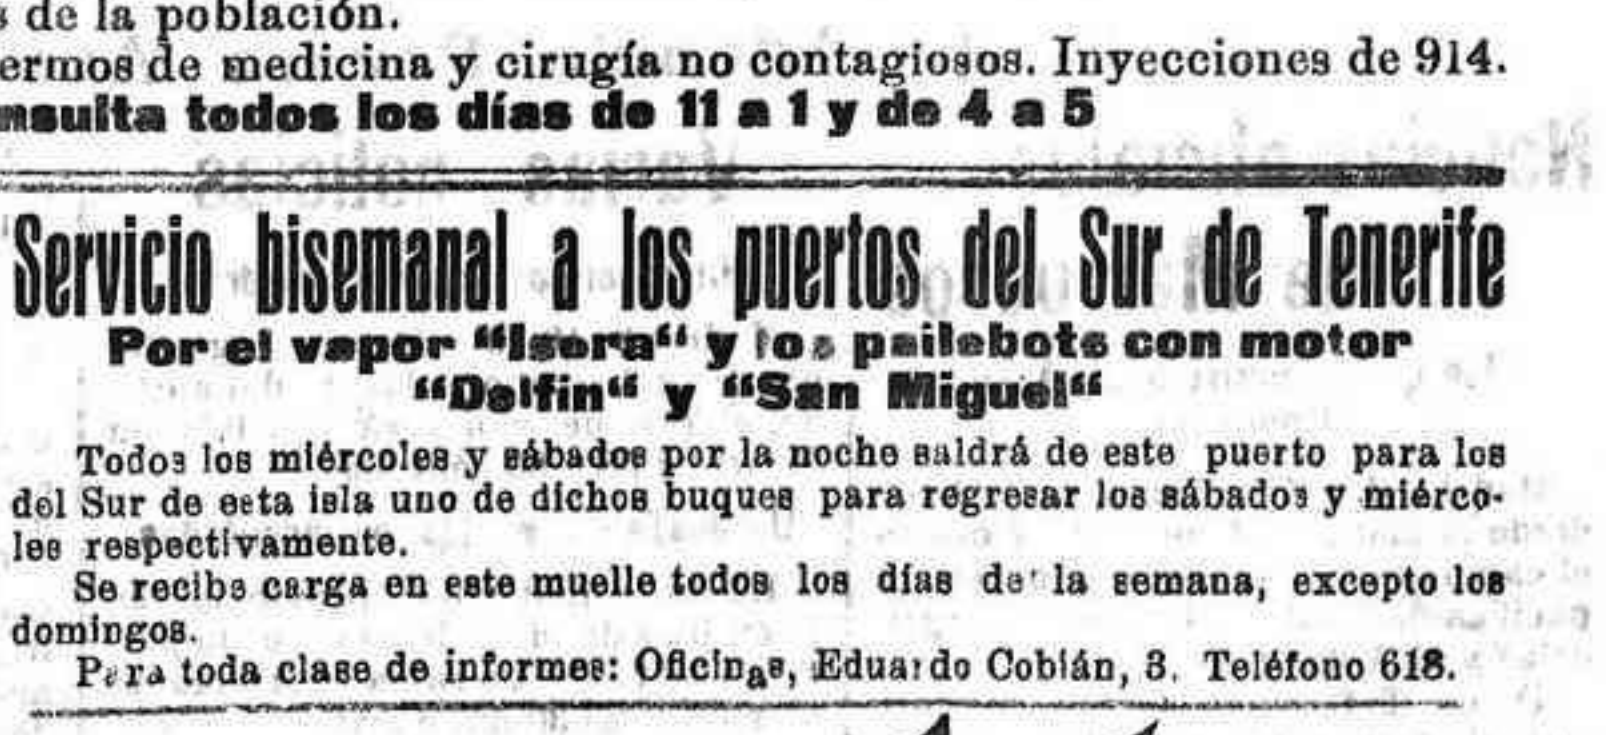 s de la población.
ermos de medicina y cirugía no contagiosos. Inyecciones de 914.
nsulta todos los días de 11 a 1 y de 4 a 5
Servicio bisemanal a los puertos del Sur de Tenerife
Por el vapor "Isora" y los pailebots con motor
"Delfin" y "San Miguel"
Todos los miércoles y sábados por la noche saldrá de este puerto para los
del Sur de esta isla uno de dichos buques para regresar los sábados y miérco-
les respectivamente.
Se recibe carga en este muelle todos los días de la semana, excepto los
domingos.
Para toda clase de informes: Oficinas, Eduardo Cobián, 3. Teléfono 618.